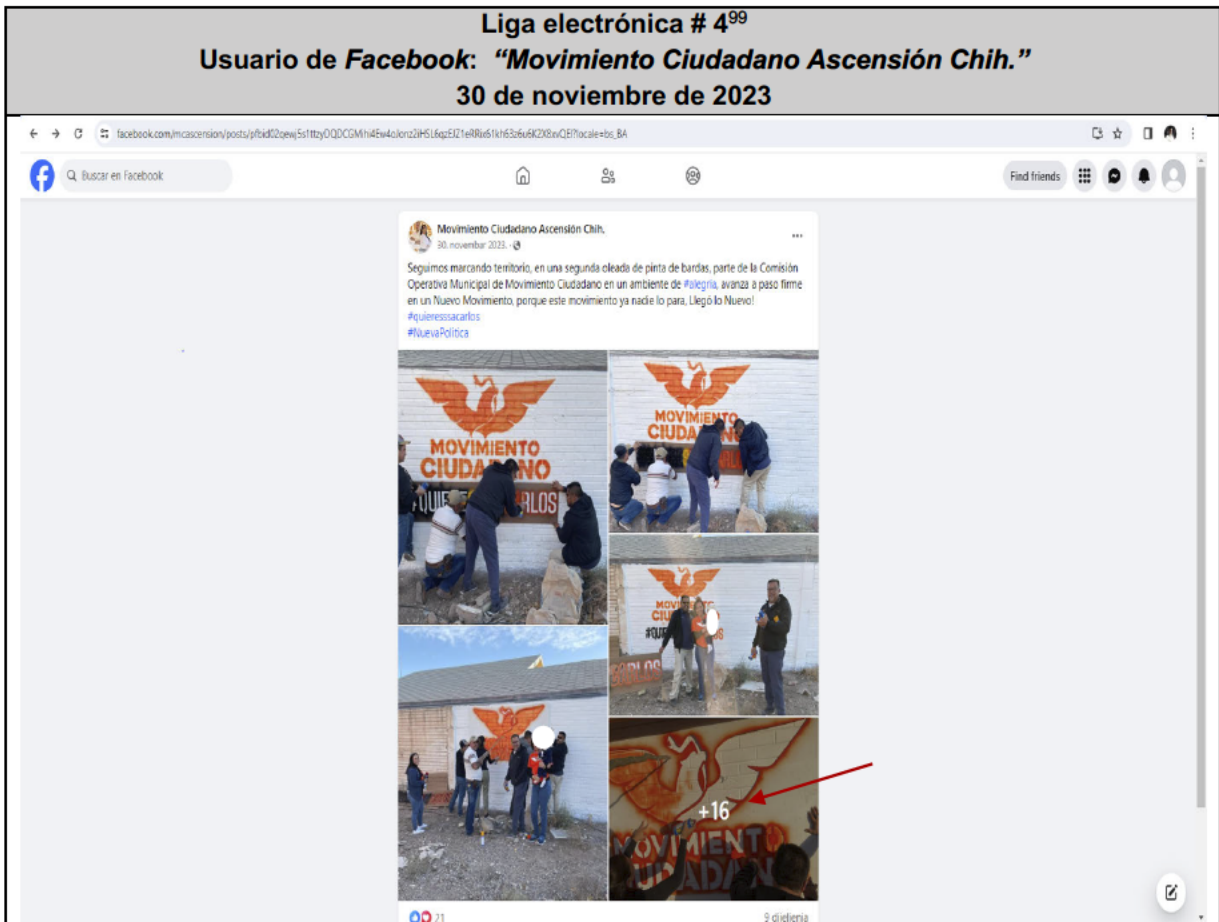 Liga electrónica # 4⁹⁹
Usuario de Facebook: “Movimiento Ciudadano Ascensión Chih.”
30 de noviembre de 2023
Buscar en Facebook
Find friends
Movimiento Ciudadano Ascensión Chih.
30. novembar 2023.
Seguimos marcando territorio, en una segunda oleada de pinta de bardas, parte de la Comisión
Operativa Municipal de Movimiento Ciudadano en un ambiente de #alegria, avanza a paso firme
en un Nuevo Movimiento, porque este movimiento ya nadie lo para, Llegó lo Nuevo!
#quieresssacarlos
#NuevaPolitica
MOVIMIENTO
CIUDADANO
MOVIMIENTO
+16
MOVIMIENTO
21
9 dijeljenja